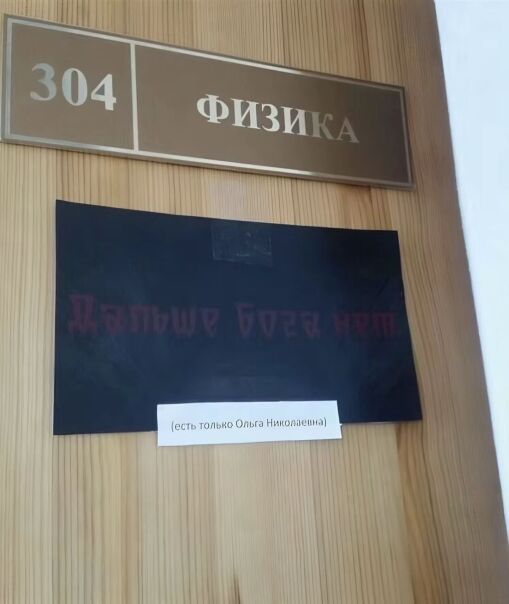 304
ФИЗИКА
Дальше бога нет
(есть только Ольга Николаевна)